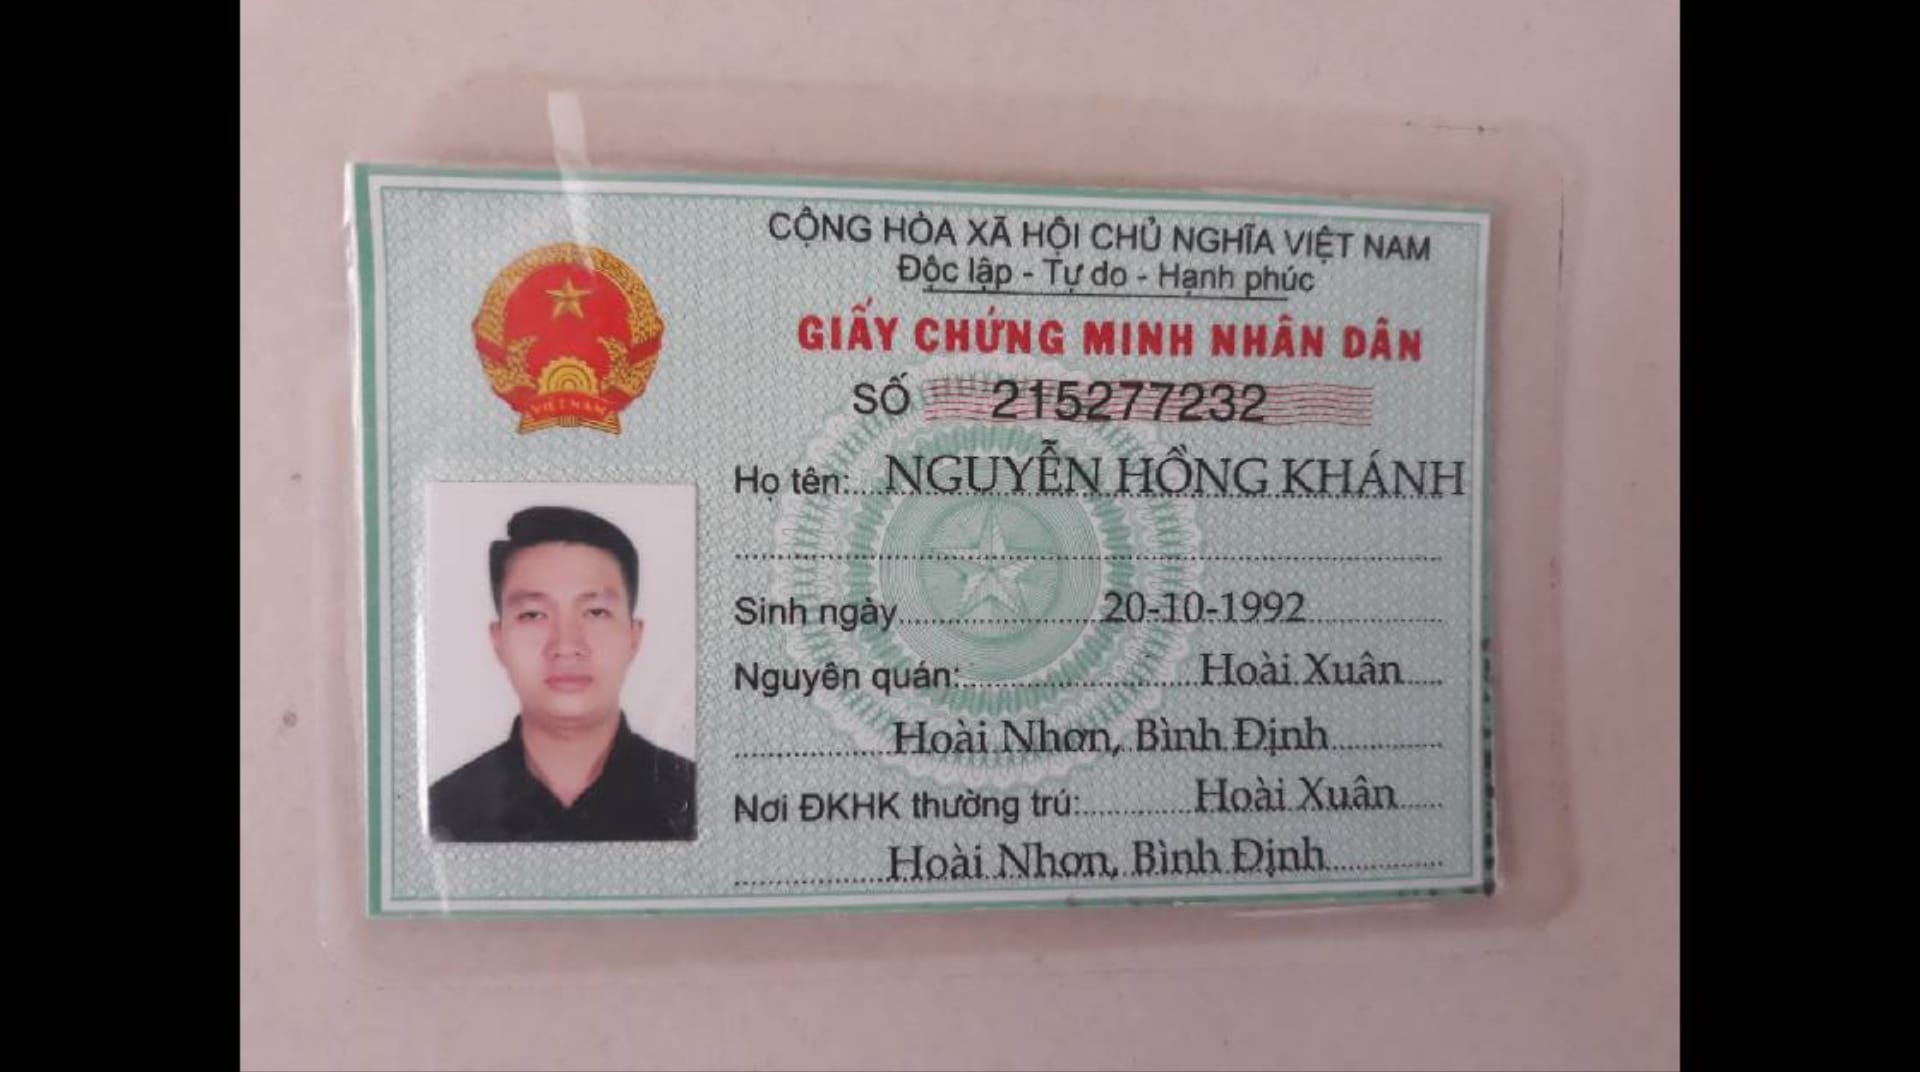 CỘNG HÒA XÃ HỘI CHỦ NGHĨA VIỆT NAM
Độc lập - Tự do - Hạnh phúc
GIẤY CHỨNG MINH NHÂN DÂN
SỐ 215277232
VIỆT NAM
Họ tên: NGUYỄN HỒNG KHÁNH
Sinh ngày 20-10-1992
Nguyên quán: Hoài Xuân
Hoài Nhơn, Bình Định
Nơi ĐKHK thường trú: Hoài Xuân
Hoài Nhơn, Bình Định